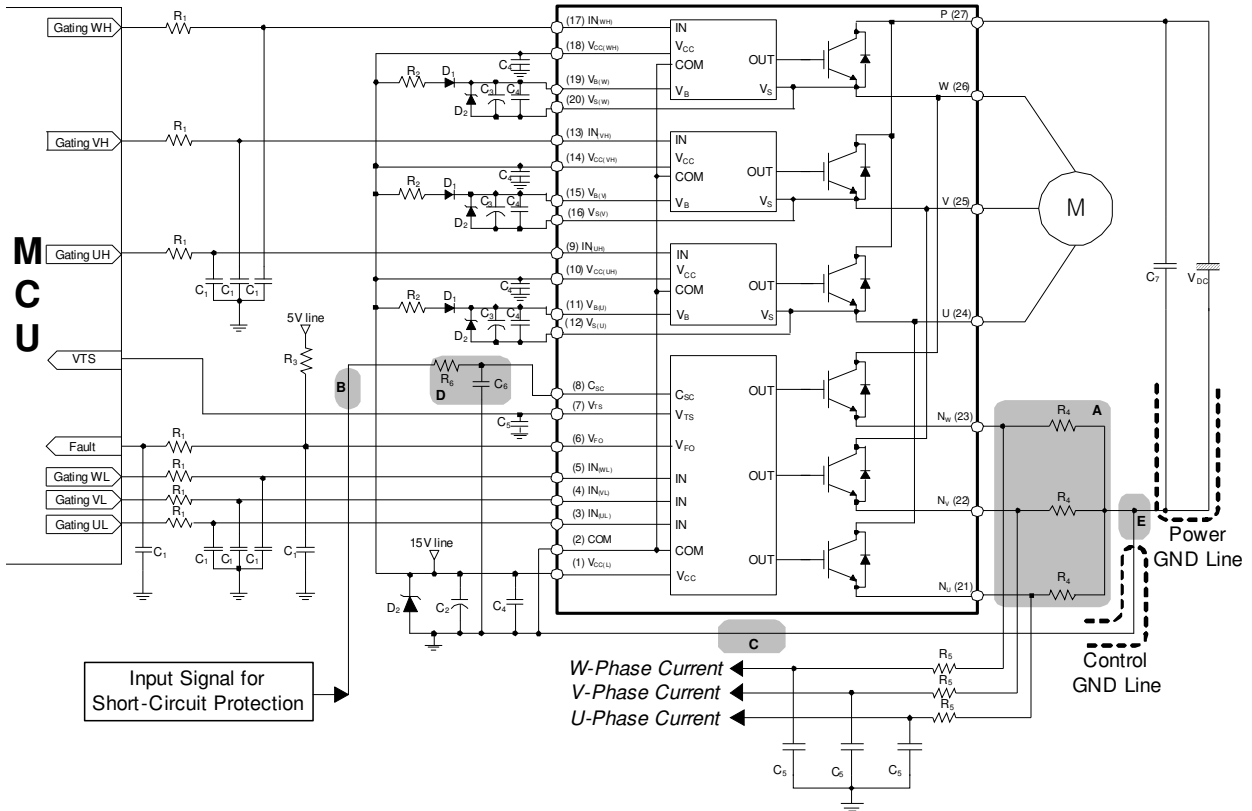 Gating WH
R1
(17) IN(WH)
IN
P (27)
(18) VCC(WH)
VCC
C4
COM
OUT
R2
D1
(19) VB(W)
VB
VS
W (26)
D2
C3
C4
(20) VS(W)
Gating VH
R1
(13) IN(VH)
IN
(14) VCC(VH)
VCC
C4
COM
OUT
R2
D1
(15) VB(V)
VB
VS
V (25)
M
D2
C3
C4
(16) VS(V)
Gating UH
R1
(9) IN(UH)
IN
(10) VCC(UH)
VCC
C4
COM
OUT
C7
VDC
C1
C1
C1
R2
D1
(11) VB(U)
VB
VS
U (24)
D2
C3
C4
(12) VS(U)
M
C
U
5V line
R3
VTS
B
R6
D
C6
(8) CSC
CSC
OUT
(7) VTS
VTS
C5
NW (23)
R4
A
Fault
R1
(6) VFO
VFO
Gating WL
R1
(5) IN(WL)
IN
OUT
Gating VL
R1
(4) IN(VL)
IN
NV (22)
R4
E
Gating UL
R1
(3) IN(UL)
IN
Power
GND Line
C1
C1
C1
C1
C1
15V line
(2) COM
COM
OUT
(1) VCC(L)
VCC
R4
D2
C2
C4
NU (21)
C
Control
GND Line
Input Signal for
Short-Circuit Protection
W-Phase Current
R5
V-Phase Current
R5
U-Phase Current
R5
C5
C5
C5